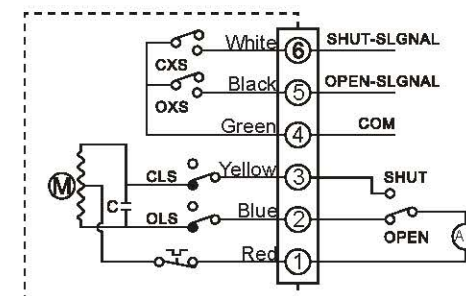 White 6 SHUT-SLGNAL
CXS
Black 5 OPEN-SLGNAL
OXS
Green 4 COM
CLS Yellow 3 SHUT
M
C OLS Blue 2 OPEN
A
Red 1